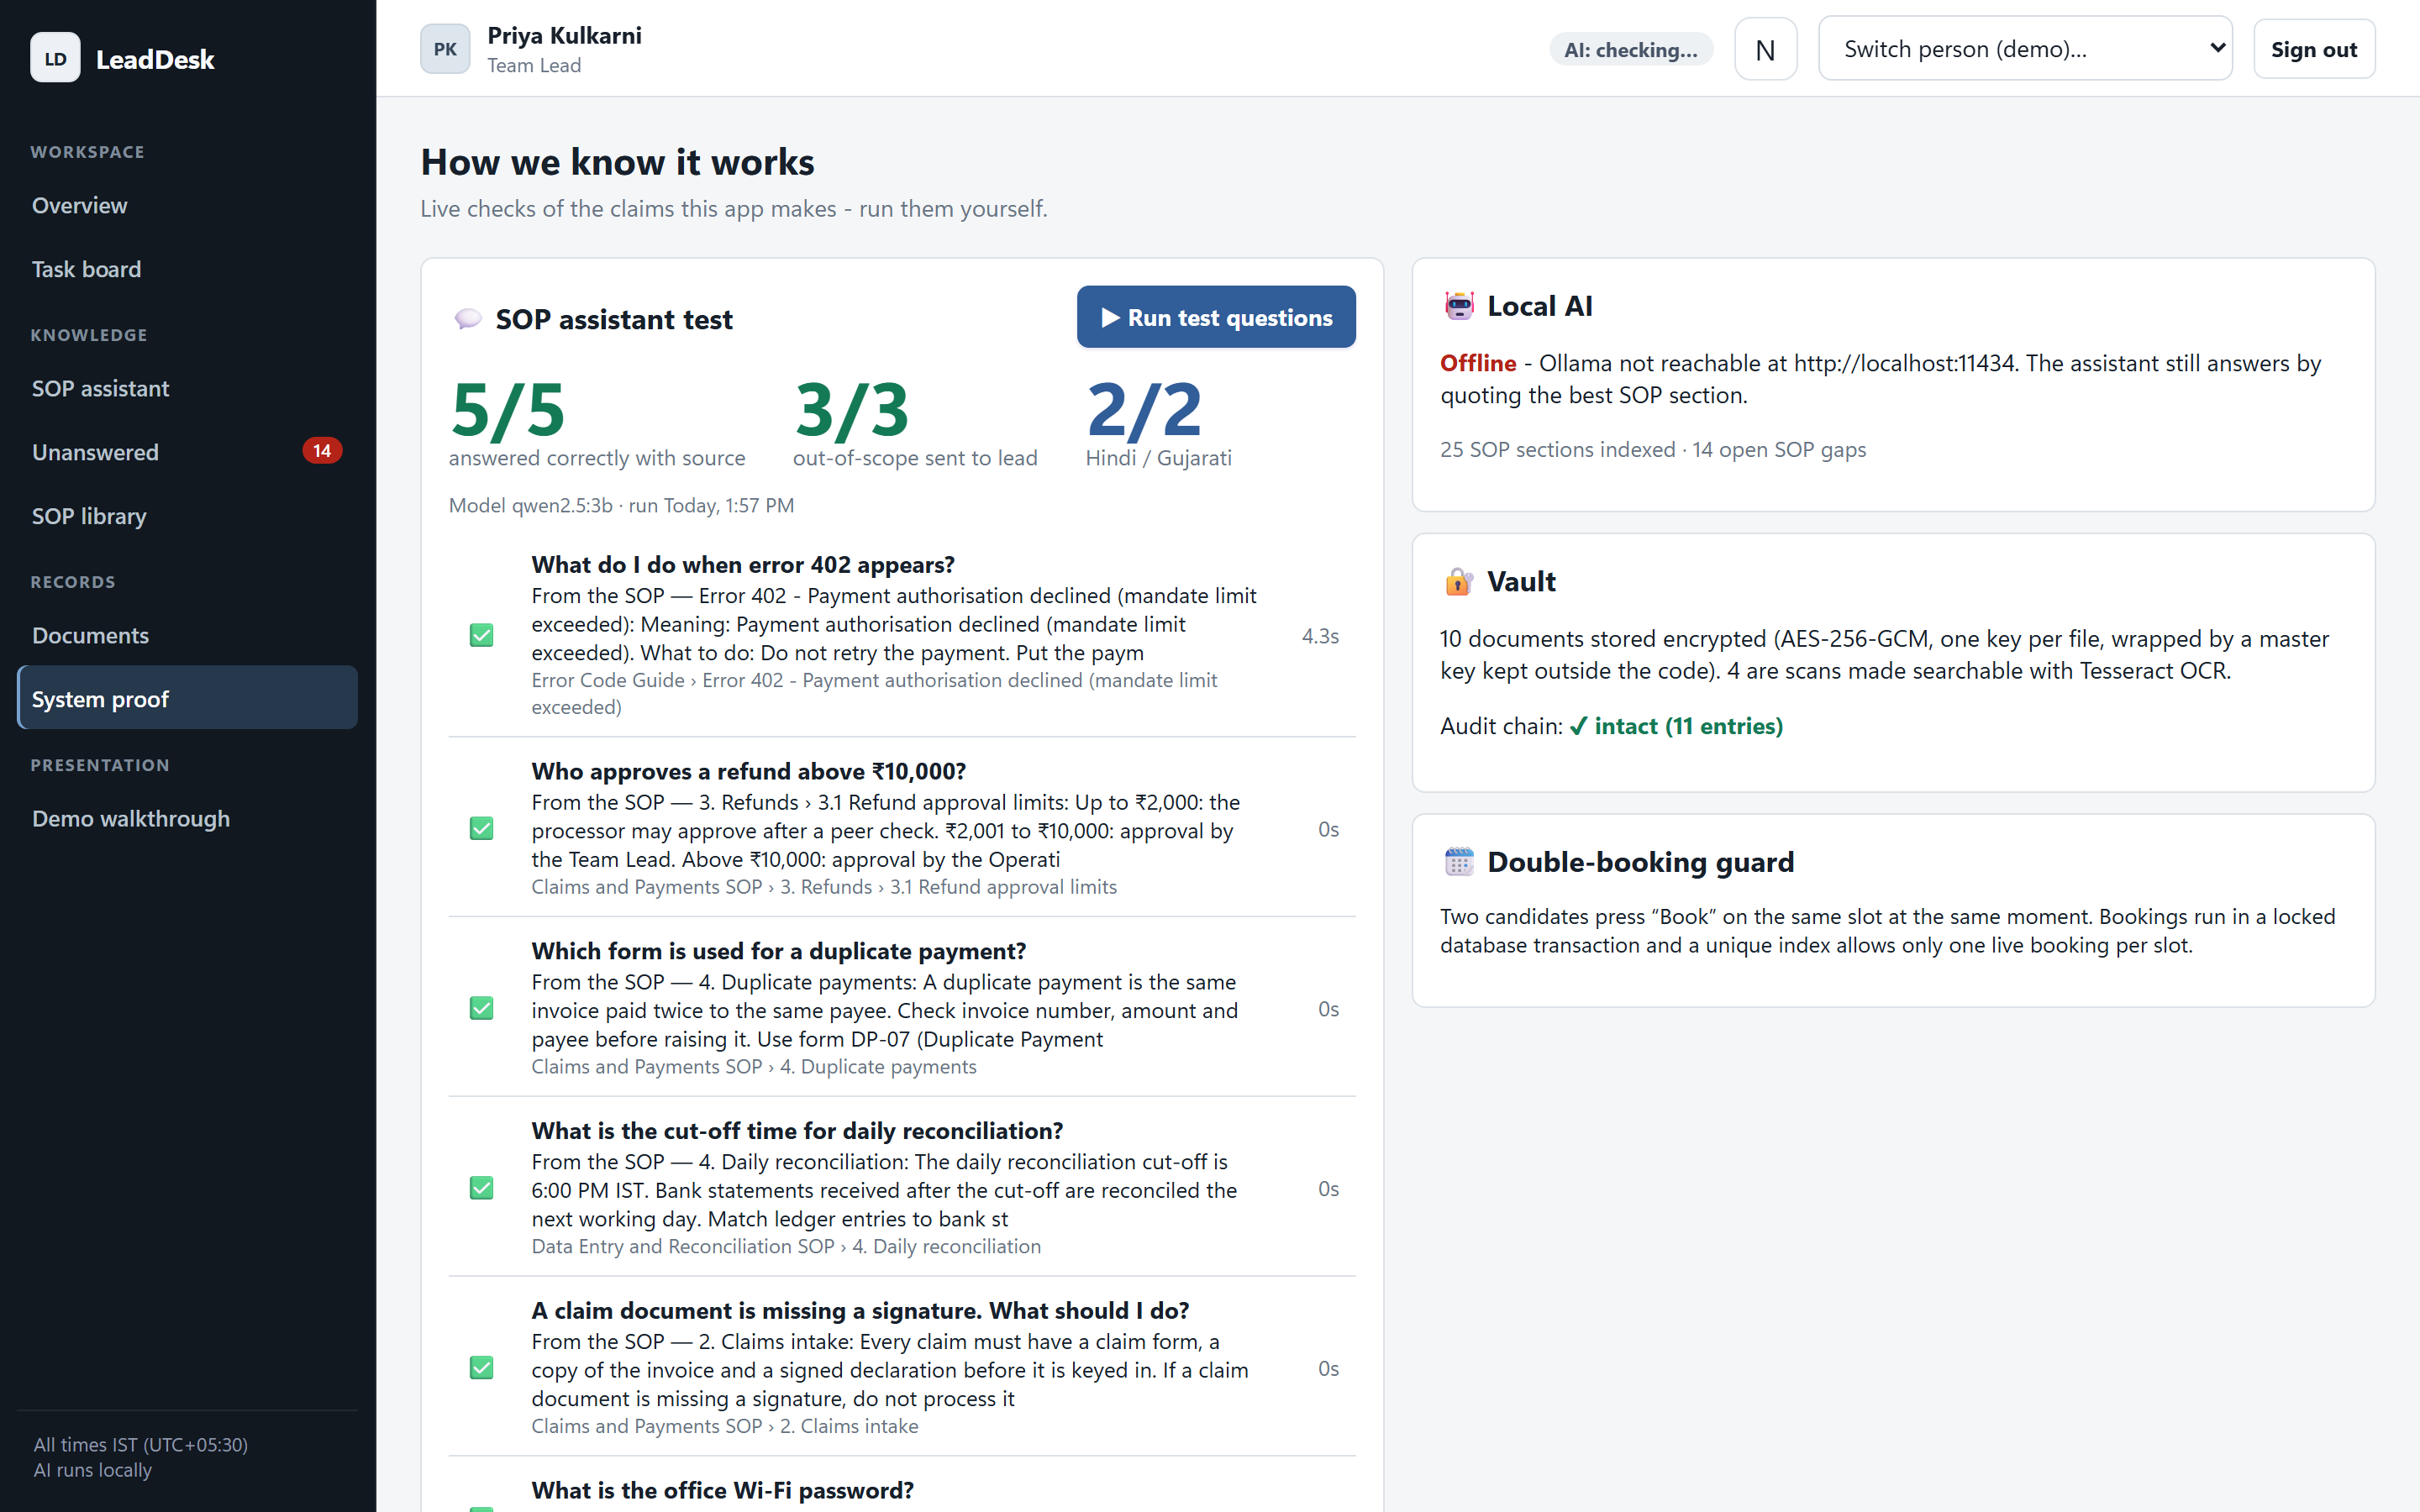 LD
LeadDesk
WORKSPACE
Overview
Task board
KNOWLEDGE
SOP assistant
Unanswered
14
SOP library
RECORDS
Documents
System proof
PRESENTATION
Demo walkthrough
All times IST (UTC+05:30)
AI runs locally
PK
Priya Kulkarni
Team Lead
AI: checking...
N
Switch person (demo)...
Sign out
How we know it works
Live checks of the claims this app makes - run them yourself.
SOP assistant test
▶ Run test questions
5/5
answered correctly with source
3/3
out-of-scope sent to lead
2/2
Hindi / Gujarati
Model qwen2.5:3b · run Today, 1:57 PM
What do I do when error 402 appears?
From the SOP — Error 402 - Payment authorisation declined (mandate limit
exceeded): Meaning: Payment authorisation declined (mandate limit
exceeded). What to do: Do not retry the payment. Put the paym
Error Code Guide › Error 402 - Payment authorisation declined (mandate limit
exceeded)
4.3s
Who approves a refund above ₹10,000?
From the SOP — 3. Refunds › 3.1 Refund approval limits: Up to ₹2,000: the
processor may approve after a peer check. ₹2,001 to ₹10,000: approval by
the Team Lead. Above ₹10,000: approval by the Operati
Claims and Payments SOP › 3. Refunds › 3.1 Refund approval limits
0s
Which form is used for a duplicate payment?
From the SOP — 4. Duplicate payments: A duplicate payment is the same
invoice paid twice to the same payee. Check invoice number, amount and
payee before raising it. Use form DP-07 (Duplicate Payment
Claims and Payments SOP › 4. Duplicate payments
0s
What is the cut-off time for daily reconciliation?
From the SOP — 4. Daily reconciliation: The daily reconciliation cut-off is
6:00 PM IST. Bank statements received after the cut-off are reconciled the
next working day. Match ledger entries to bank st
Data Entry and Reconciliation SOP › 4. Daily reconciliation
0s
A claim document is missing a signature. What should I do?
From the SOP — 2. Claims intake: Every claim must have a claim form, a
copy of the invoice and a signed declaration before it is keyed in. If a claim
document is missing a signature, do not process it
Claims and Payments SOP › 2. Claims intake
0s
What is the office Wi-Fi password?
Local AI
Offline - Ollama not reachable at http://localhost:11434. The assistant still answers by
quoting the best SOP section.
25 SOP sections indexed · 14 open SOP gaps
Vault
10 documents stored encrypted (AES-256-GCM, one key per file, wrapped by a master
key kept outside the code). 4 are scans made searchable with Tesseract OCR.
Audit chain: ✓ intact (11 entries)
Double-booking guard
Two candidates press “Book” on the same slot at the same moment. Bookings run in a locked
database transaction and a unique index allows only one live booking per slot.